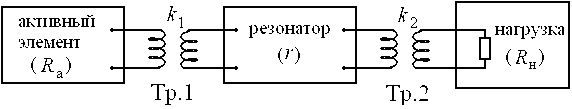 активный
элемент
(Rа)
k1
Тр.1
резонатор
(r)
k2
Тр.2
нагрузка
(Rн)